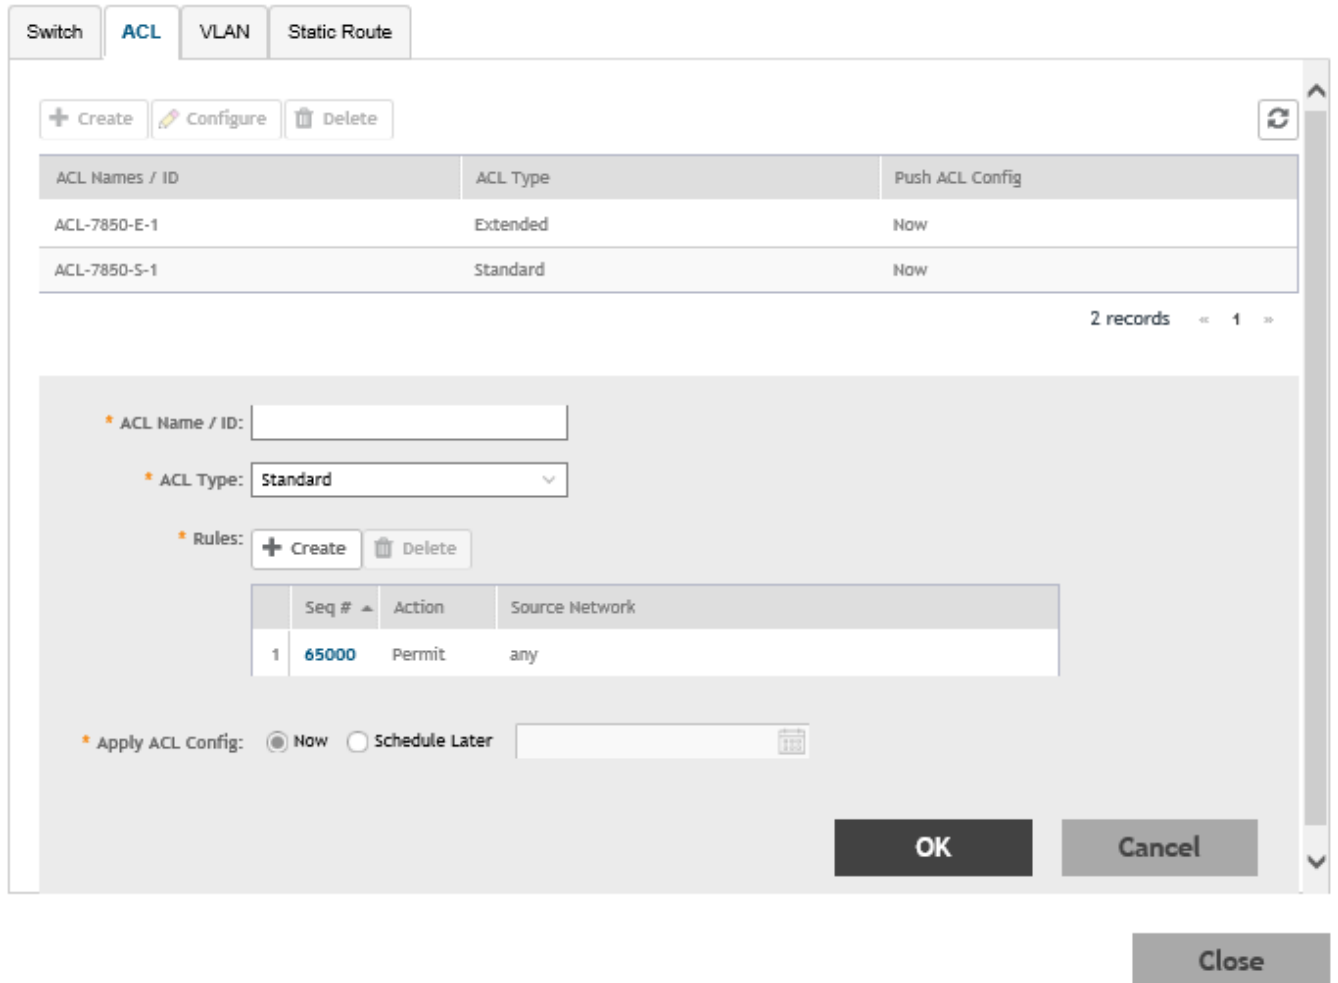 Switch ACL VLAN Static Route
Create Configure Delete
ACL Names / ID ACL Type Push ACL Config
ACL-7850-E-1 Extended Now
ACL-7850-S-1 Standard Now
2 records « 1 »
* ACL Name / ID:
* ACL Type: Standard
* Rules: Create Delete
Seq # Action Source Network
1 65000 Permit any
* Apply ACL Config: Now Schedule Later
OK Cancel
Close